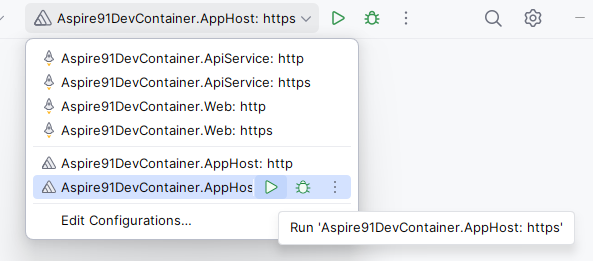 Aspire91DevContainer.AppHost: https
Aspire91DevContainer.ApiService: http
Aspire91DevContainer.ApiService: https
Aspire91DevContainer.Web: http
Aspire91DevContainer.Web: https
Aspire91DevContainer.AppHost: http
Aspire91DevContainer.AppHos
Edit Configurations...
Run 'Aspire91DevContainer.AppHost: https'